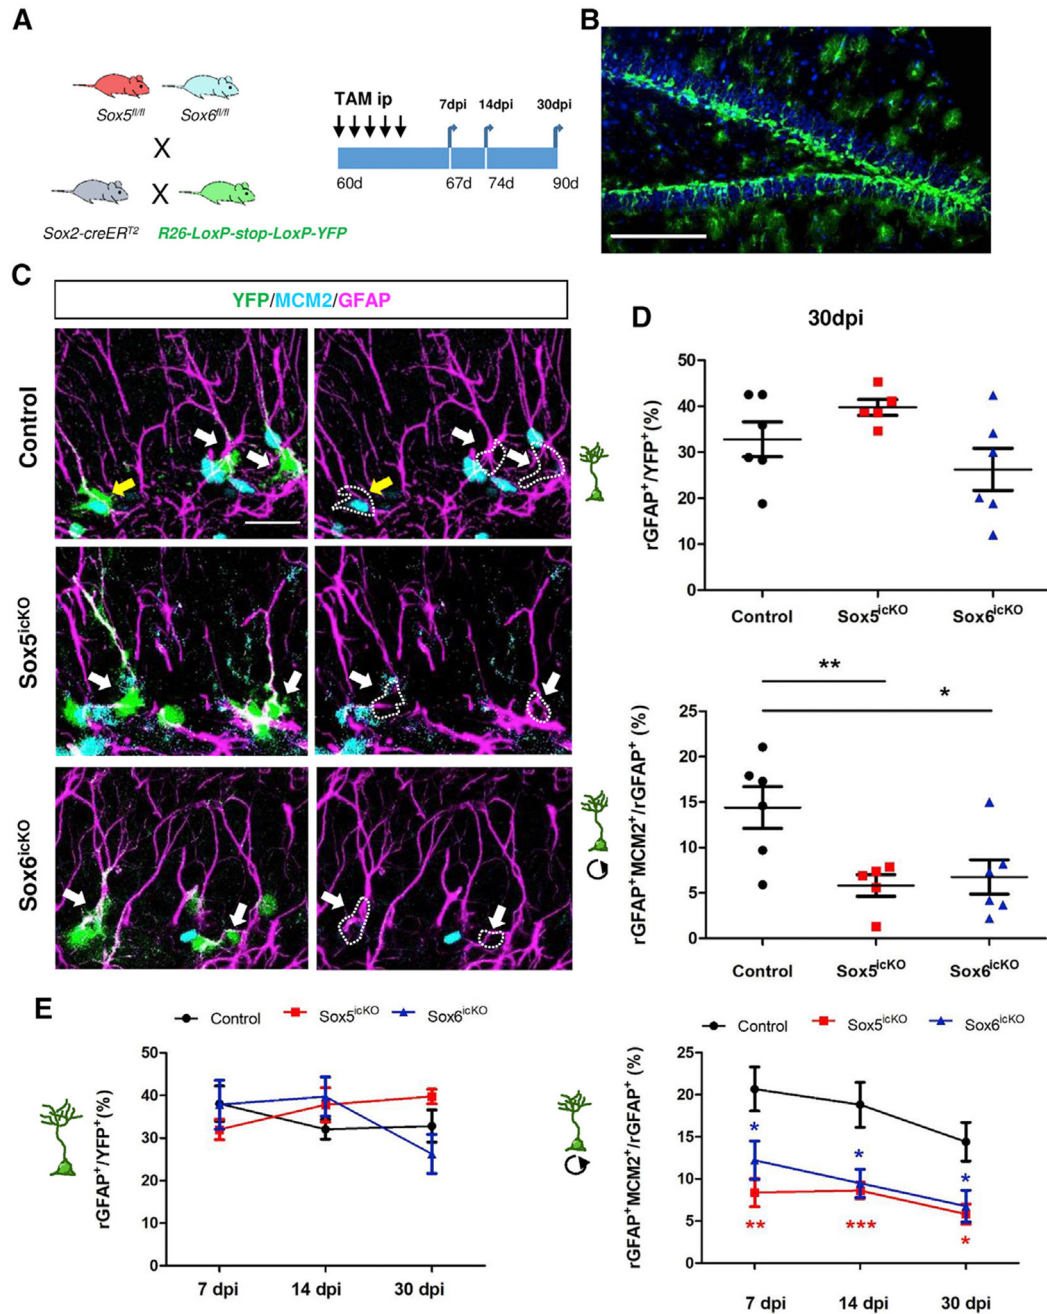 A
Sox5fl/fl Sox6fl/fl
X
X
Sox2-creERT2 R26-LoxP-stop-LoxP-YFP
TAM ip 7dpi 14dpi 30dpi
60d 67d 74d 90d
B
C
YFP/MCM2/GFAP
Control
Sox5icKO
Sox6icKO
D
30dpi
rGFAP+/YFP+(%)
50
40
30
20
10
0
Control Sox5icKO Sox6icKO
**
*
rGFAP+MCM2+/rGFAP+ (%)
25
20
15
10
5
0
Control Sox5icKO Sox6icKO
E
Control Sox5icKO Sox6icKO
rGFAP+/YFP+(%)
50
40
30
20
10
0
7 dpi 14 dpi 30 dpi
Control Sox5icKO Sox6icKO
rGFAP+MCM2+/rGFAP+ (%)
25
20
15
10
5
0
* * *
** *** *
7 dpi 14 dpi 30 dpi